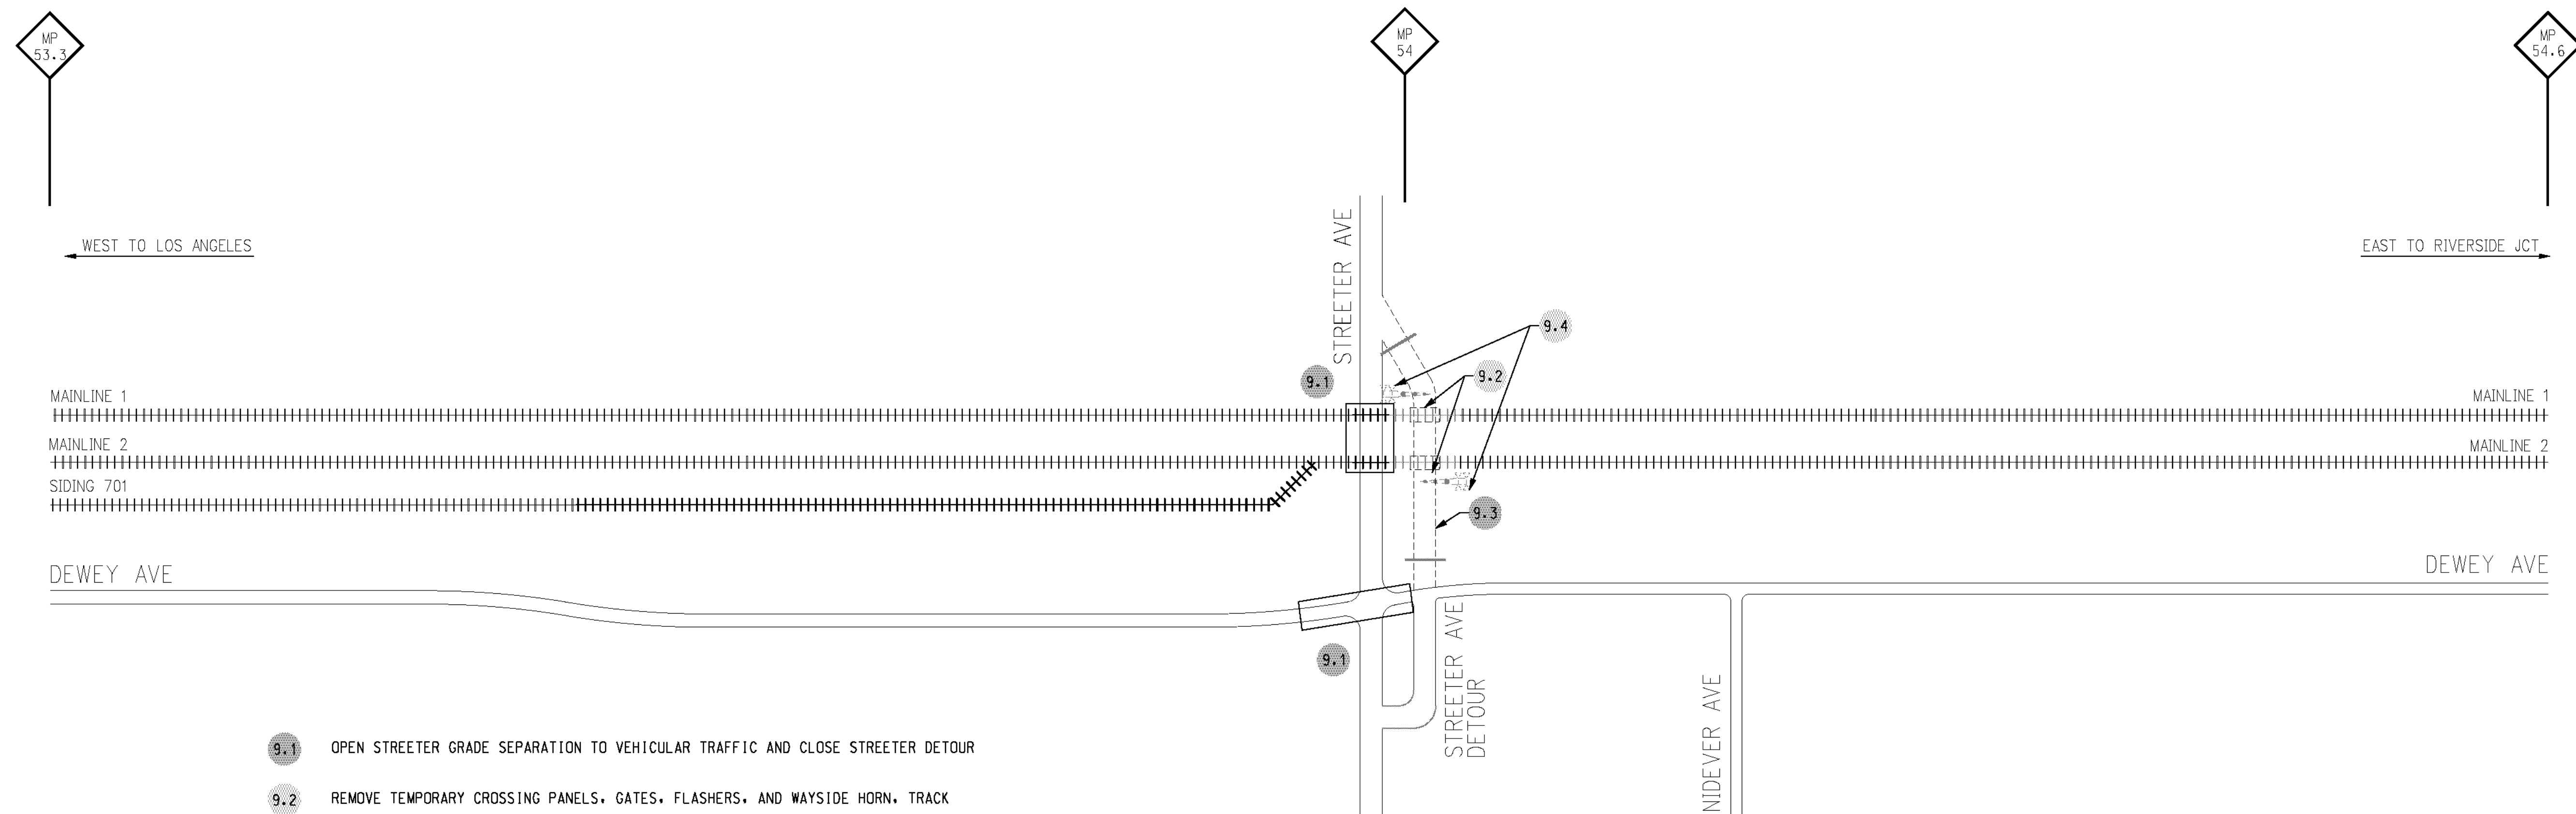 MP
53.3
MP
54
MP
54.6
WEST TO LOS ANGELES
EAST TO RIVERSIDE JCT
STREETER AVE
9.4
9.2
9.1
MAINLINE 1
MAINLINE 1
MAINLINE 2
MAINLINE 2
SIDING 701
9.3
DEWEY AVE
DEWEY AVE
9.1
STREETER AVE
DETOUR
NIDEVER AVE
9.1 OPEN STREETER GRADE SEPARATION TO VEHICULAR TRAFFIC AND CLOSE STREETER DETOUR
9.2 REMOVE TEMPORARY CROSSING PANELS, GATES, FLASHERS, AND WAYSIDE HORN, TRACK